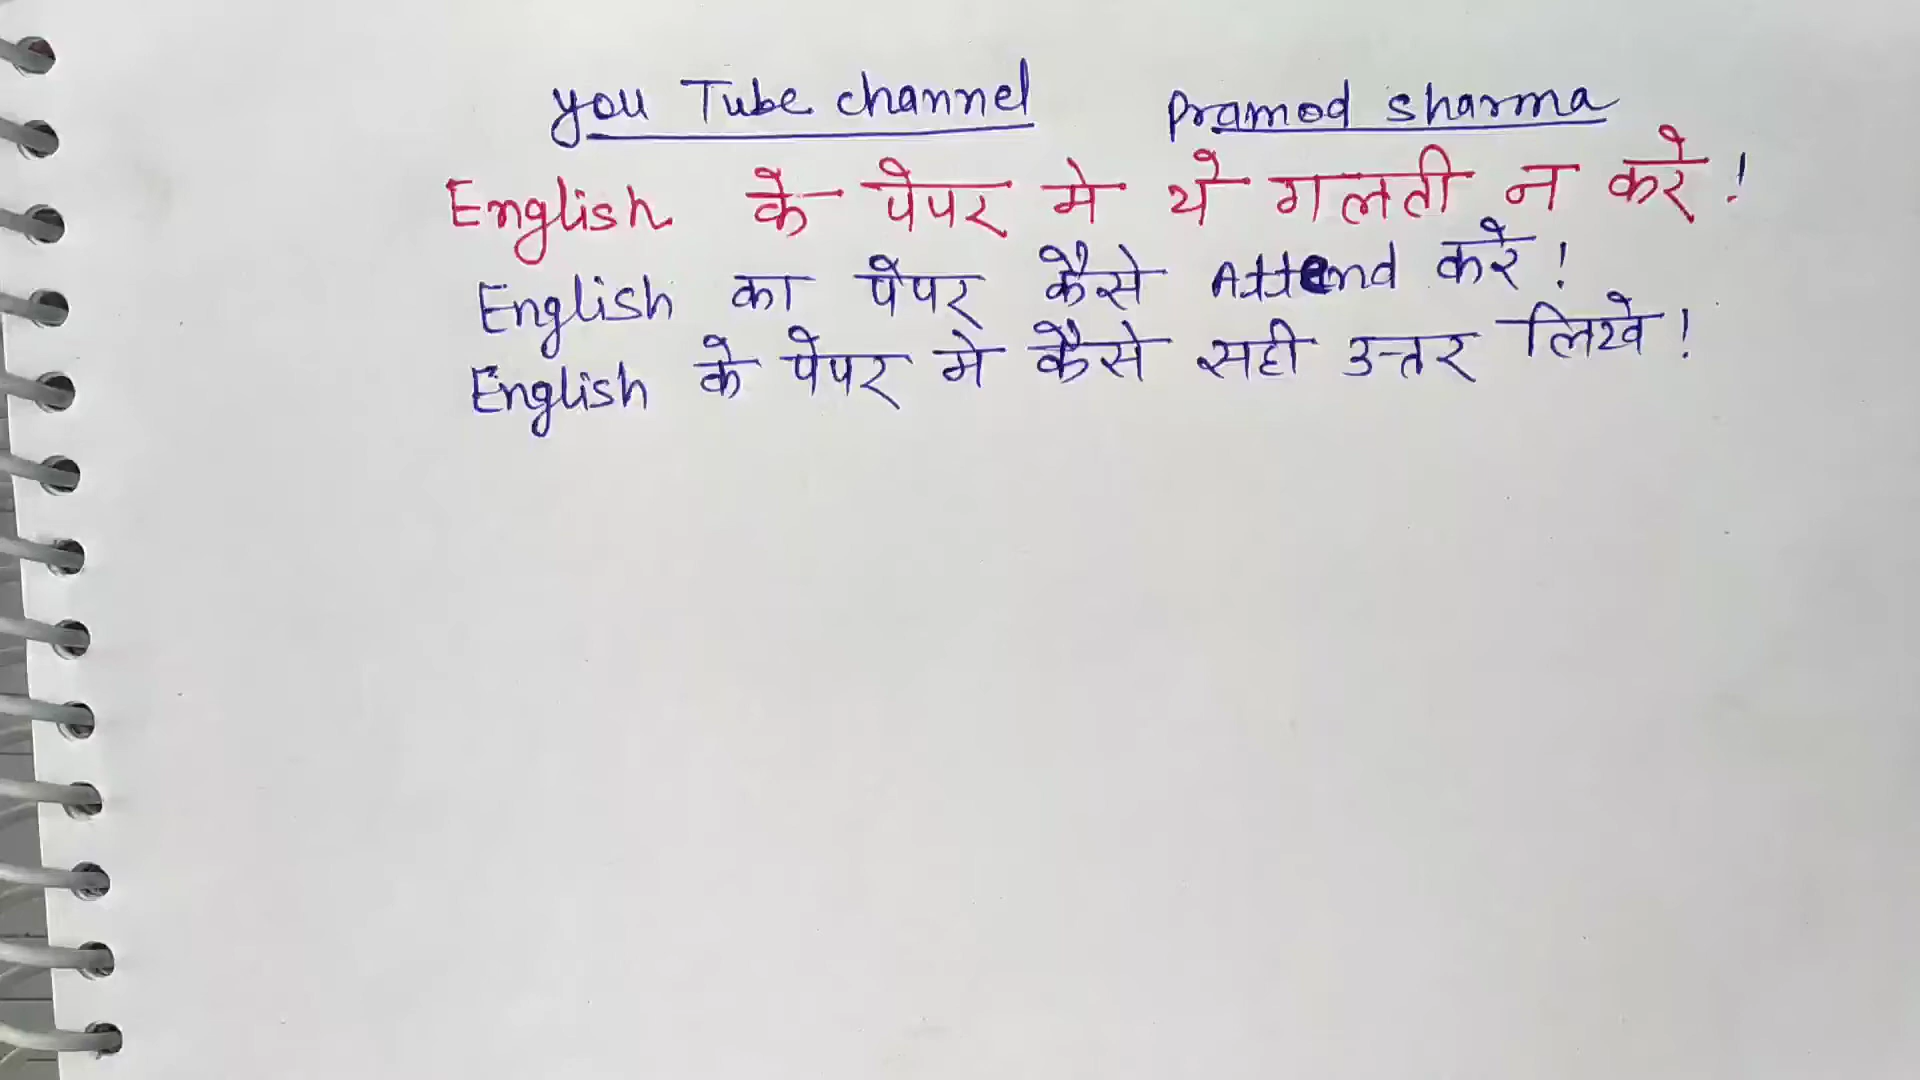 you Tube channel pramod sharma
English के पेपर मे ये गलती न करे !
English का पेपर कैसे Attend करे !
English के पेपर मे कैसे सही उत्तर लिखे !